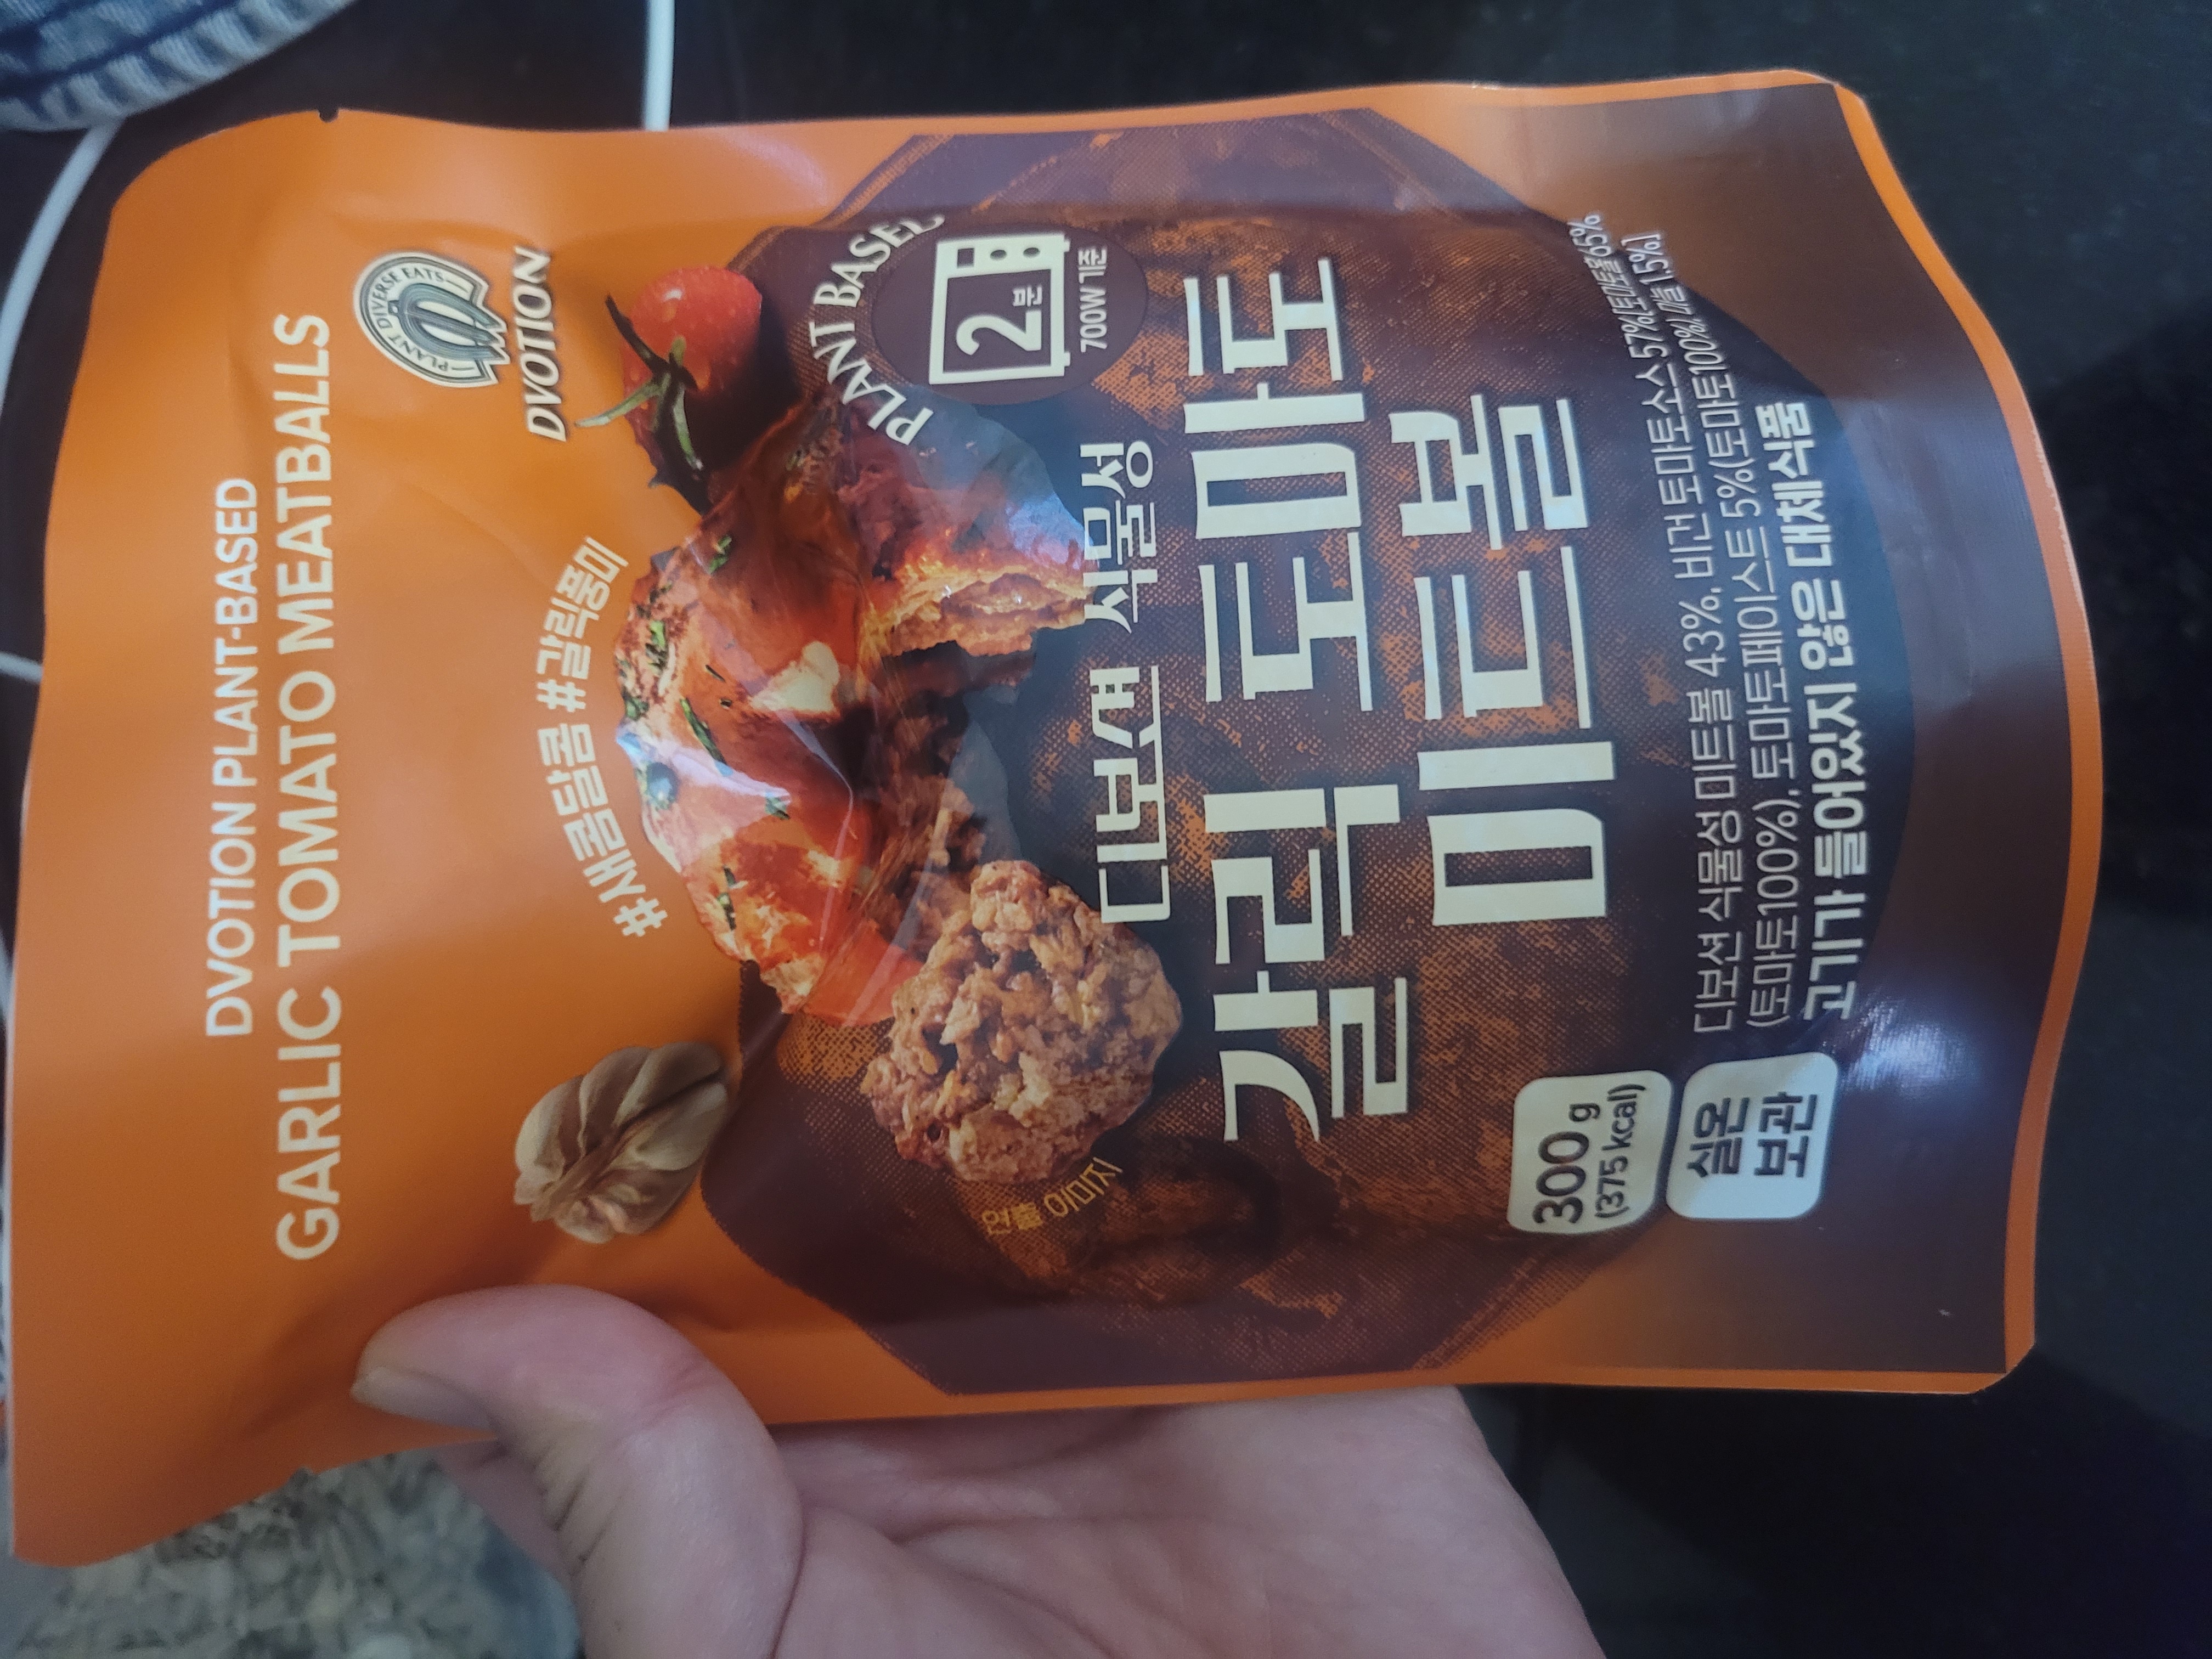 DVOTION PLANT-BASED
GARLIC TOMATO MEATBALLS
PLANT DIVERSE EATS
DVOTION
#새콤달콤 #갈릭풍미
PLANT BASED
2분
700W 기준
연출 이미지
디보션 식물성
갈릭 토마토
미트볼
300 g
(375 kcal)
실온
보관
디보션 식물성 미트볼 43%, 비건 토마토소스 57%[토마토홀 65%
(토마토100%), 토마토페이스트 5%(토마토100%), 마늘 1.5%]
고기가 들어있지 않은 대체식품